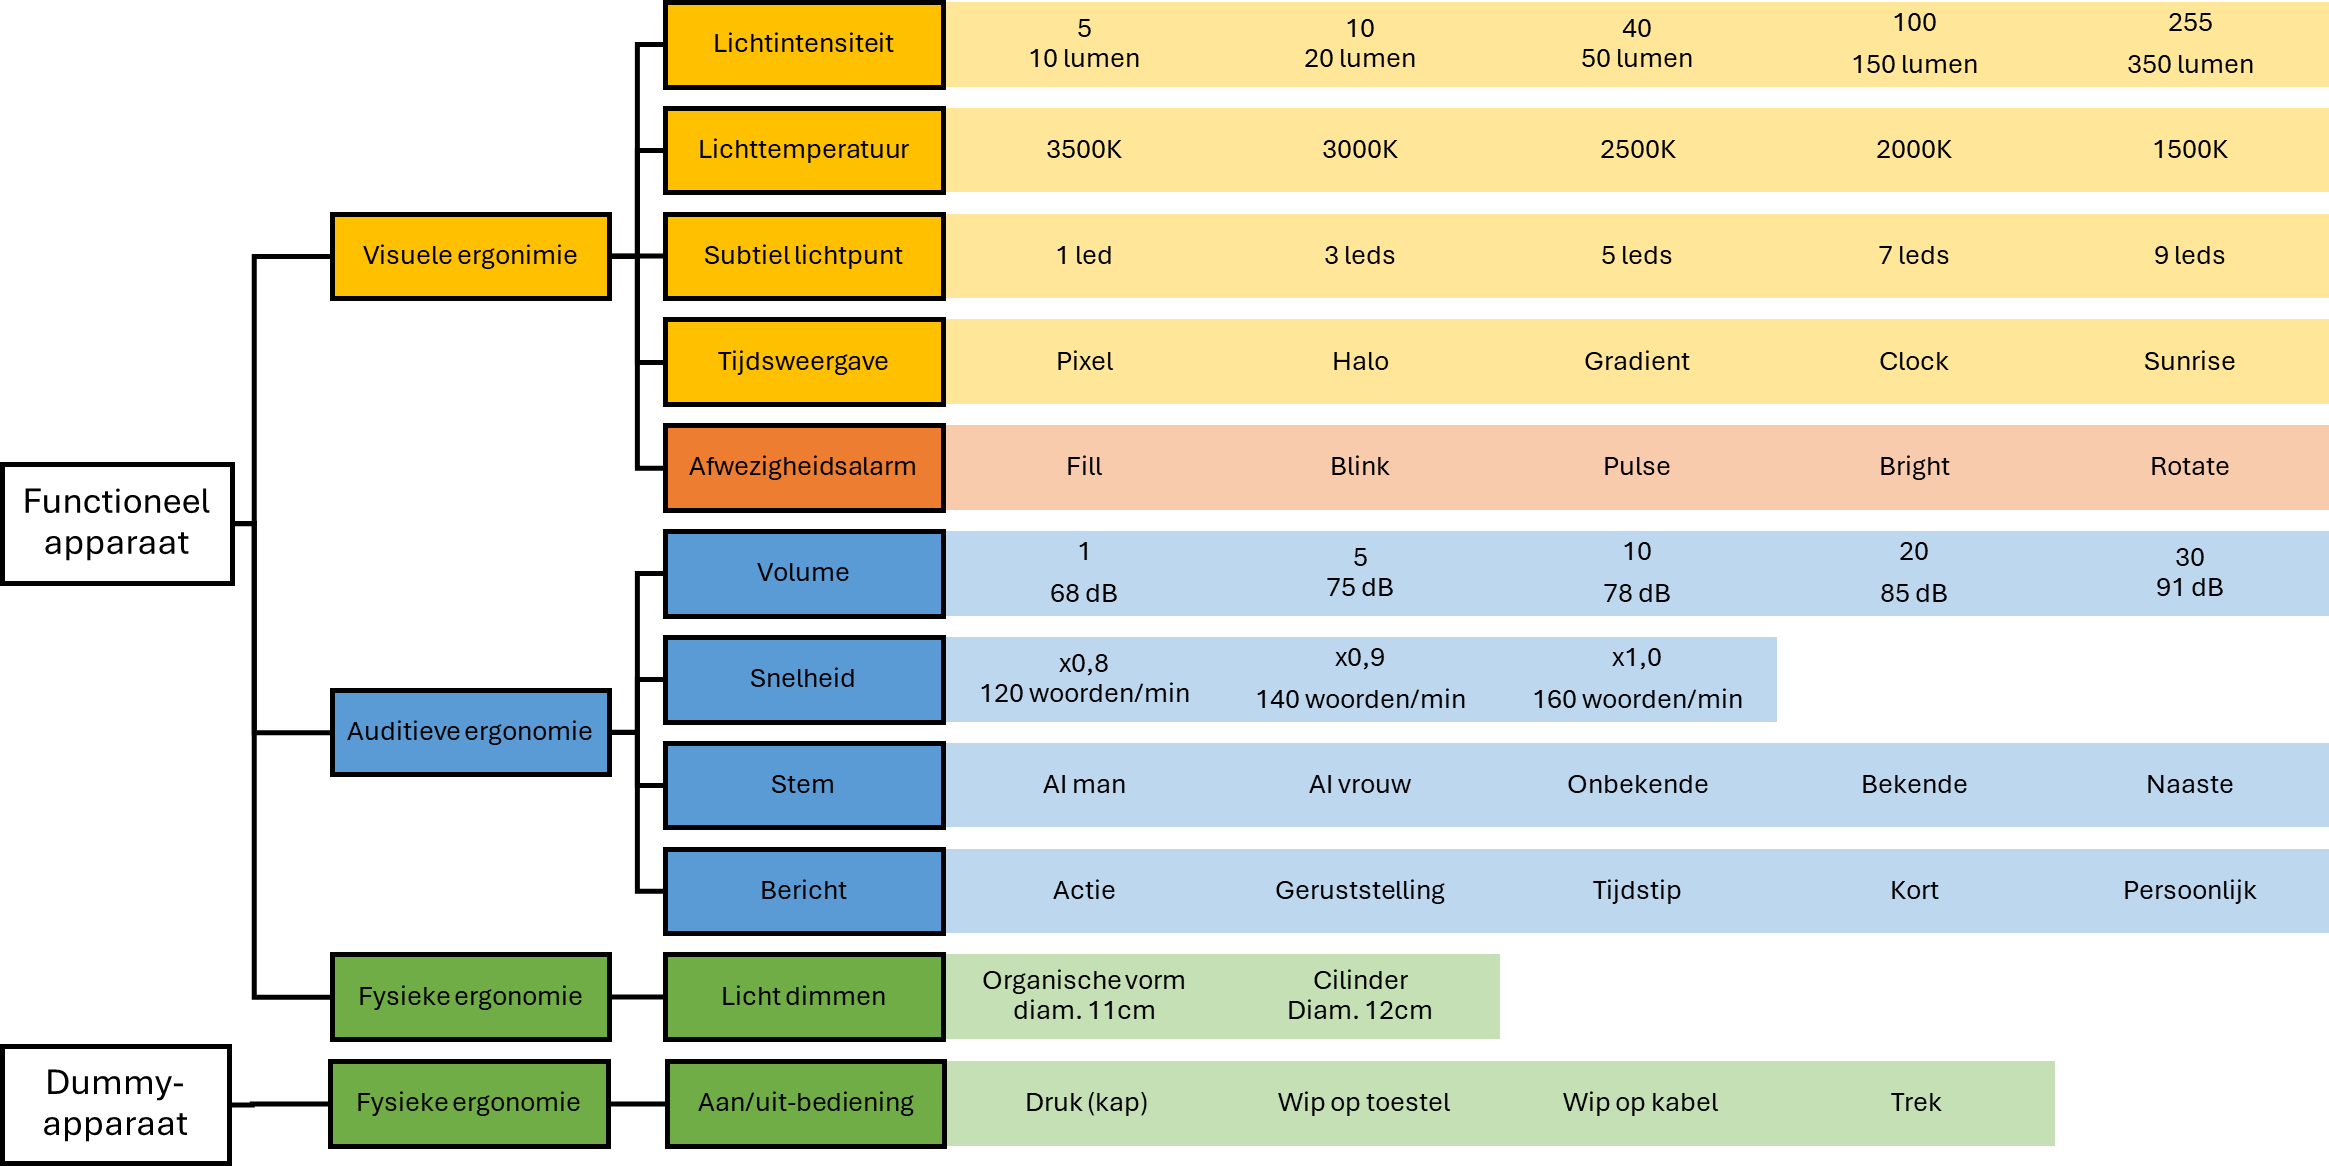 Lichtintensiteit
5
10 lumen
10
20 lumen
40
50 lumen
100
150 lumen
255
350 lumen
Lichttemperatuur
3500K
3000K
2500K
2000K
1500K
Visuele ergonimie
Subtiel lichtpunt
1 led
3 leds
5 leds
7 leds
9 leds
Tijdsweergave
Pixel
Halo
Gradient
Clock
Sunrise
Afwezigheidsalarm
Fill
Blink
Pulse
Bright
Rotate
Functioneel
apparaat
Volume
1
68 dB
5
75 dB
10
78 dB
20
85 dB
30
91 dB
Snelheid
x0,8
120 woorden/min
x0,9
140 woorden/min
x1,0
160 woorden/min
Auditieve ergonomie
Stem
AI man
AI vrouw
Onbekende
Bekende
Naaste
Bericht
Actie
Geruststelling
Tijdstip
Kort
Persoonlijk
Fysieke ergonomie
Licht dimmen
Organische vorm
diam. 11cm
Cilinder
Diam. 12cm
Dummy-
apparaat
Fysieke ergonomie
Aan/uit-bediening
Druk (kap)
Wip op toestel
Wip op kabel
Trek